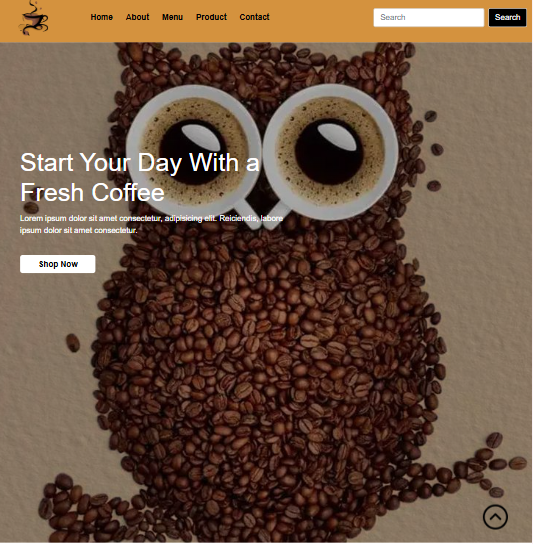 Home About Menu Product Contact Search Search
Start Your Day With a
Fresh Coffee
Lorem ipsum dolor sit amet consectetur, adipisicing elit. Reiciendis, labore
ipsum dolor sit amet consectetur.
Shop Now